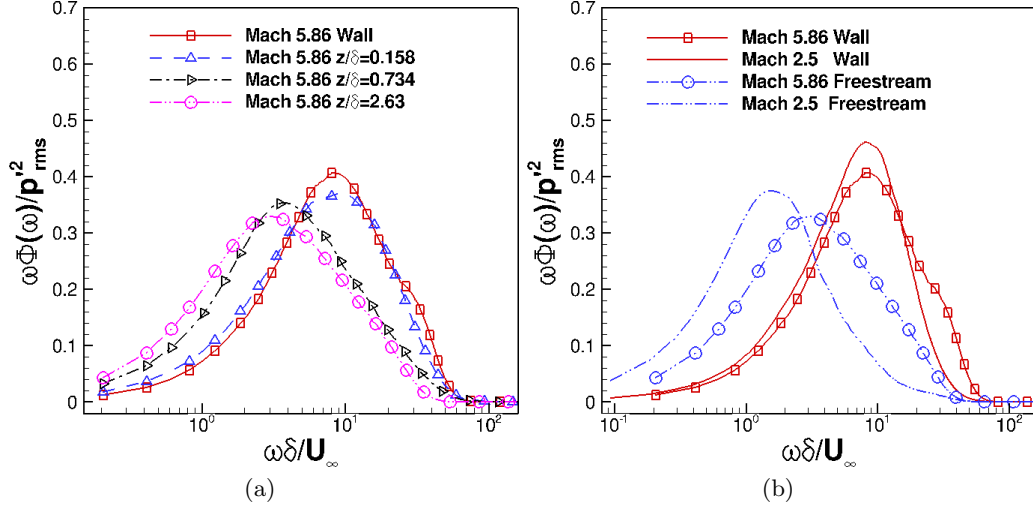 0.7
0.6
0.5
0.4
0.3
0.2
0.1
0
ωΦ(ω)/p'²rms
Mach 5.86 Wall
Mach 5.86 z/δ=0.158
Mach 5.86 z/δ=0.734
Mach 5.86 z/δ=2.63
10⁰ 10¹ 10²
ωδ/U∞
(a)
0.7
0.6
0.5
0.4
0.3
0.2
0.1
0
ωΦ(ω)/p'²rms
Mach 5.86 Wall
Mach 2.5 Wall
Mach 5.86 Freestream
Mach 2.5 Freestream
10⁻¹ 10⁰ 10¹ 10²
ωδ/U∞
(b)